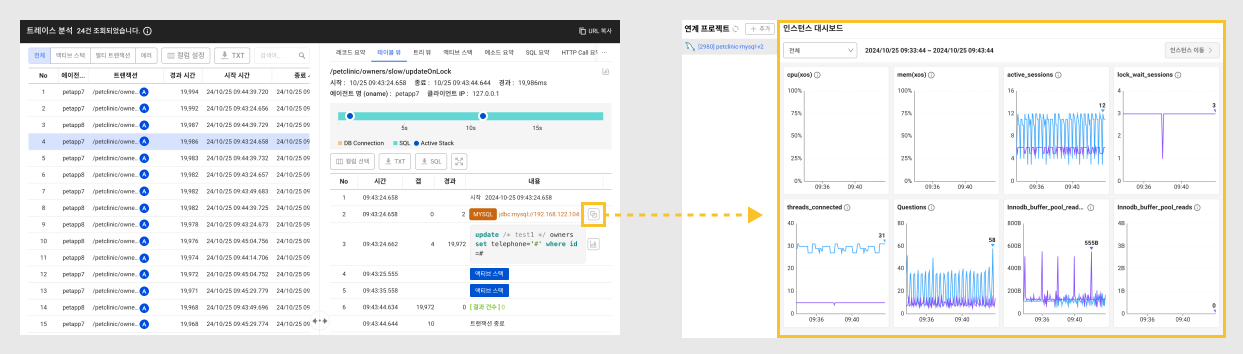 트레이스 분석 24건 조회되었습니다.
URL 복사
전체 액티브 스택 멀티 트랜잭션 에러 컬럼 설정 TXT 검색어...
No 에이전... 트랜잭션 경과 시간 시작 시간 종료
1 petapp7 /petclinic/owne... A 19,994 24/10/25 09:44:39.720 24/10/25 09
2 petapp7 /petclinic/owne... A 19,992 24/10/25 09:43:24.656 24/10/25 09
3 petapp8 /petclinic/owne... A 19,987 24/10/25 09:44:39.729 24/10/25 09
4 petapp7 /petclinic/owne... A 19,986 24/10/25 09:43:24.658 24/10/25 09
5 petapp7 /petclinic/owne... A 19,983 24/10/25 09:44:39.732 24/10/25 09
6 petapp8 /petclinic/owne... A 19,982 24/10/25 09:43:24.657 24/10/25 09
7 petapp7 /petclinic/owne... A 19,982 24/10/25 09:43:49.683 24/10/25 09
8 petapp8 /petclinic/owne... A 19,982 24/10/25 09:44:39.725 24/10/25 09
9 petapp8 /petclinic/owne... A 19,978 24/10/25 09:43:24.673 24/10/25 09
10 petapp8 /petclinic/owne... A 19,976 24/10/25 09:45:04.756 24/10/25 09
11 petapp8 /petclinic/owne... A 19,974 24/10/25 09:44:14.706 24/10/25 09
12 petapp7 /petclinic/owne... A 19,972 24/10/25 09:45:04.752 24/10/25 09
13 petapp7 /petclinic/owne... A 19,971 24/10/25 09:45:29.779 24/10/25 09
14 petapp8 /petclinic/owne... A 19,968 24/10/25 09:43:49.696 24/10/25 09
15 petapp7 /petclinic/owne... A 19,968 24/10/25 09:45:29.774 24/10/25 09
레코드 요약 테이블 뷰 트리 뷰 액티브 스택 메소드 요약 SQL 요약 HTTP Call 요약 ...
/petclinic/owners/slow/updateOnLock
시작 : 10/25 09:43:24.658 종료 : 10/25 09:43:44.644 경과 : 19,986ms
에이전트 명 (oname) : petapp7 클라이언트 IP : 127.0.0.1
5s 10s 15s
DB Connection SQL Active Stack
컬럼 선택 TXT SQL
No 시간 갭 경과 내용
1 09:43:24.658 시작 2024-10-25 09:43:24.658
2 09:43:24.658 0 2 MYSQL jdbc:mysql://192.168.122.104
3 09:43:24.662 4 19,972 update /* test1 */ owners
set telephone='#' where id
=#
4 09:43:25.555 액티브 스택
5 09:43:35.558 액티브 스택
6 09:43:44.634 19,972 0 [결과 건수] 0
09:43:44.644 10 트랜잭션 종료
연계 프로젝트 + 추가
[2980] petclinic-mysql-v2
인스턴스 대시보드
전체 2024/10/25 09:33:44 ~ 2024/10/25 09:43:44 인스턴스 이동 >
cpu(xos)
100%
75%
50%
25%
0%
09:36 09:40
mem(xos)
100%
75%
50%
25%
0%
09:36 09:40
active_sessions
16
12
8
4
0
12
09:36 09:40
lock_wait_sessions
4
3
2
1
0
3
09:36 09:40
threads_connected
40
30
20
10
0
31
09:36 09:40
Questions
80
60
40
20
0
58
09:36 09:40
Innodb_buffer_pool_read...
800B
600B
400B
200B
0
555B
09:36 09:40
Innodb_buffer_pool_reads
4B
3B
2B
1B
0
0
09:36 09:40